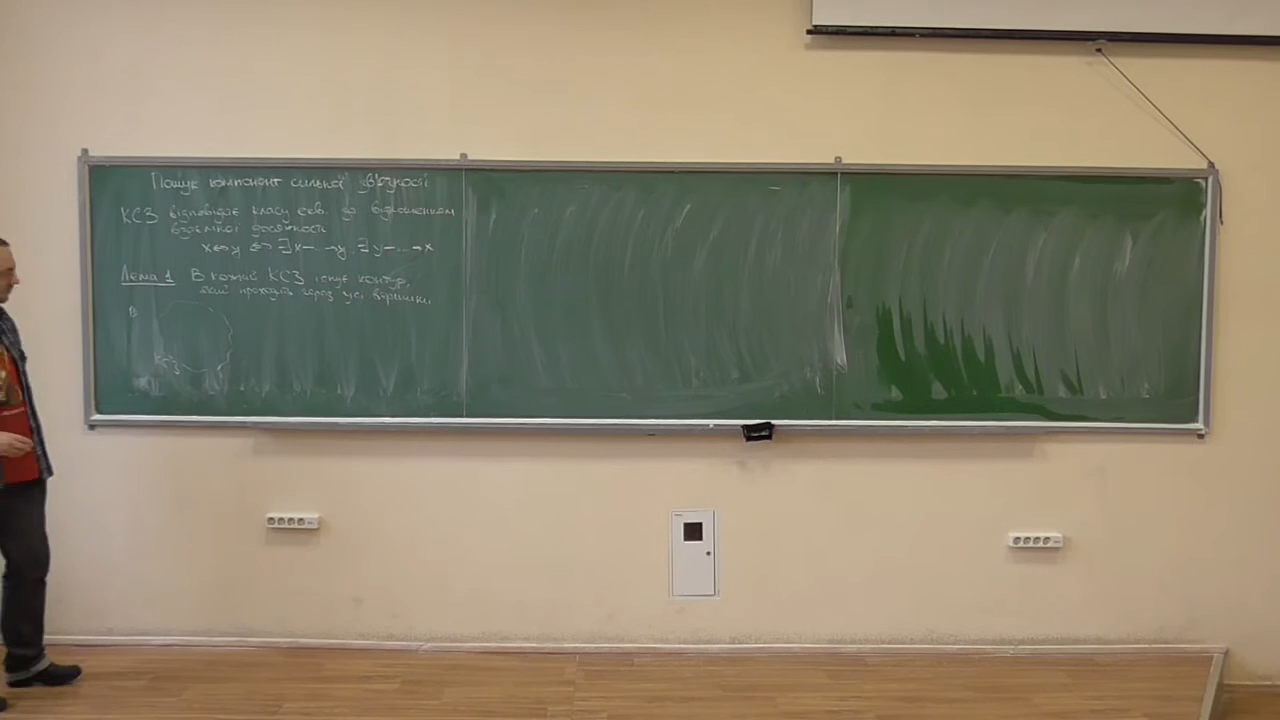 Пошук компонент сильної зв'язності
КСЗ відповідає класу екв. за відношенням
взаємної досяжності
x↔y ⇔ ∃ x→…→y, ∃ y→…→x
Лема 1 В кожній КСЗ існує контур,
який проходить через усі вершини.
КСЗ